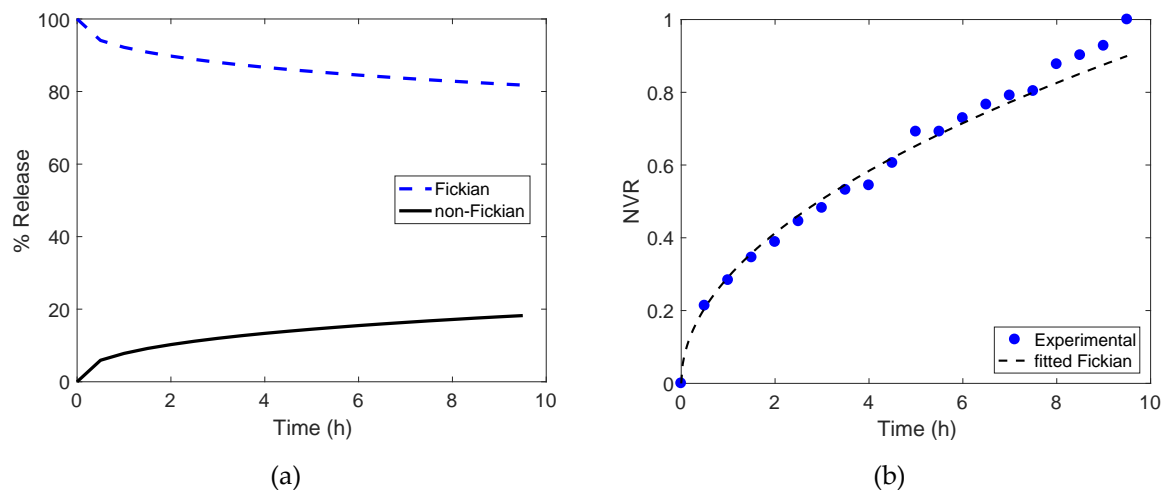 100
80
60
40
20
0
% Release
Fickian
non-Fickian
0 2 4 6 8 10
Time (h)
(a)
1
0.8
0.6
0.4
0.2
0
NVR
Experimental
fitted Fickian
0 2 4 6 8 10
Time (h)
(b)